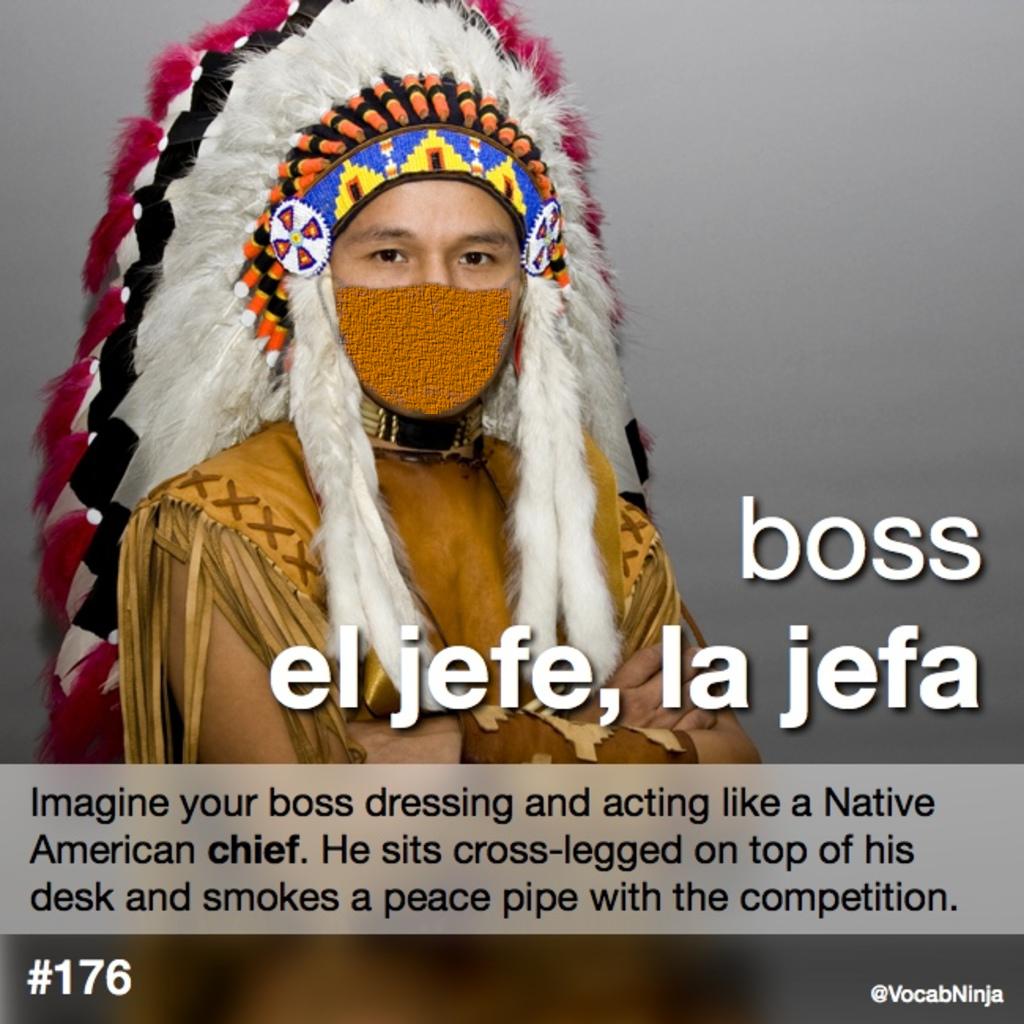 boss
el jefe, la jefa
Imagine your boss dressing and acting like a Native
American chief. He sits cross-legged on top of his
desk and smokes a peace pipe with the competition.
#176
@VocabNinja